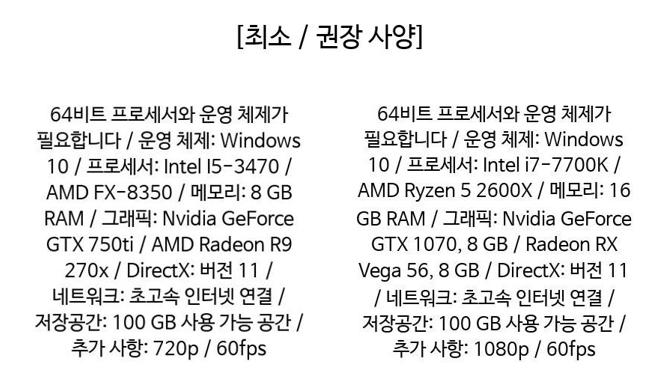 [최소 / 권장 사양]
64비트 프로세서와 운영 체제가
필요합니다 / 운영 체제: Windows
10 / 프로세서: Intel I5-3470 /
AMD FX-8350 / 메모리: 8 GB
RAM / 그래픽: Nvidia GeForce
GTX 750ti / AMD Radeon R9
270x / DirectX: 버전 11 /
네트워크: 초고속 인터넷 연결 /
저장공간: 100 GB 사용 가능 공간 /
추가 사항: 720p / 60fps
64비트 프로세서와 운영 체제가
필요합니다 / 운영 체제: Windows
10 / 프로세서: Intel i7-7700K /
AMD Ryzen 5 2600X / 메모리: 16
GB RAM / 그래픽: Nvidia GeForce
GTX 1070, 8 GB / Radeon RX
Vega 56, 8 GB / DirectX: 버전 11
/ 네트워크: 초고속 인터넷 연결 /
저장공간: 100 GB 사용 가능 공간 /
추가 사항: 1080p / 60fps